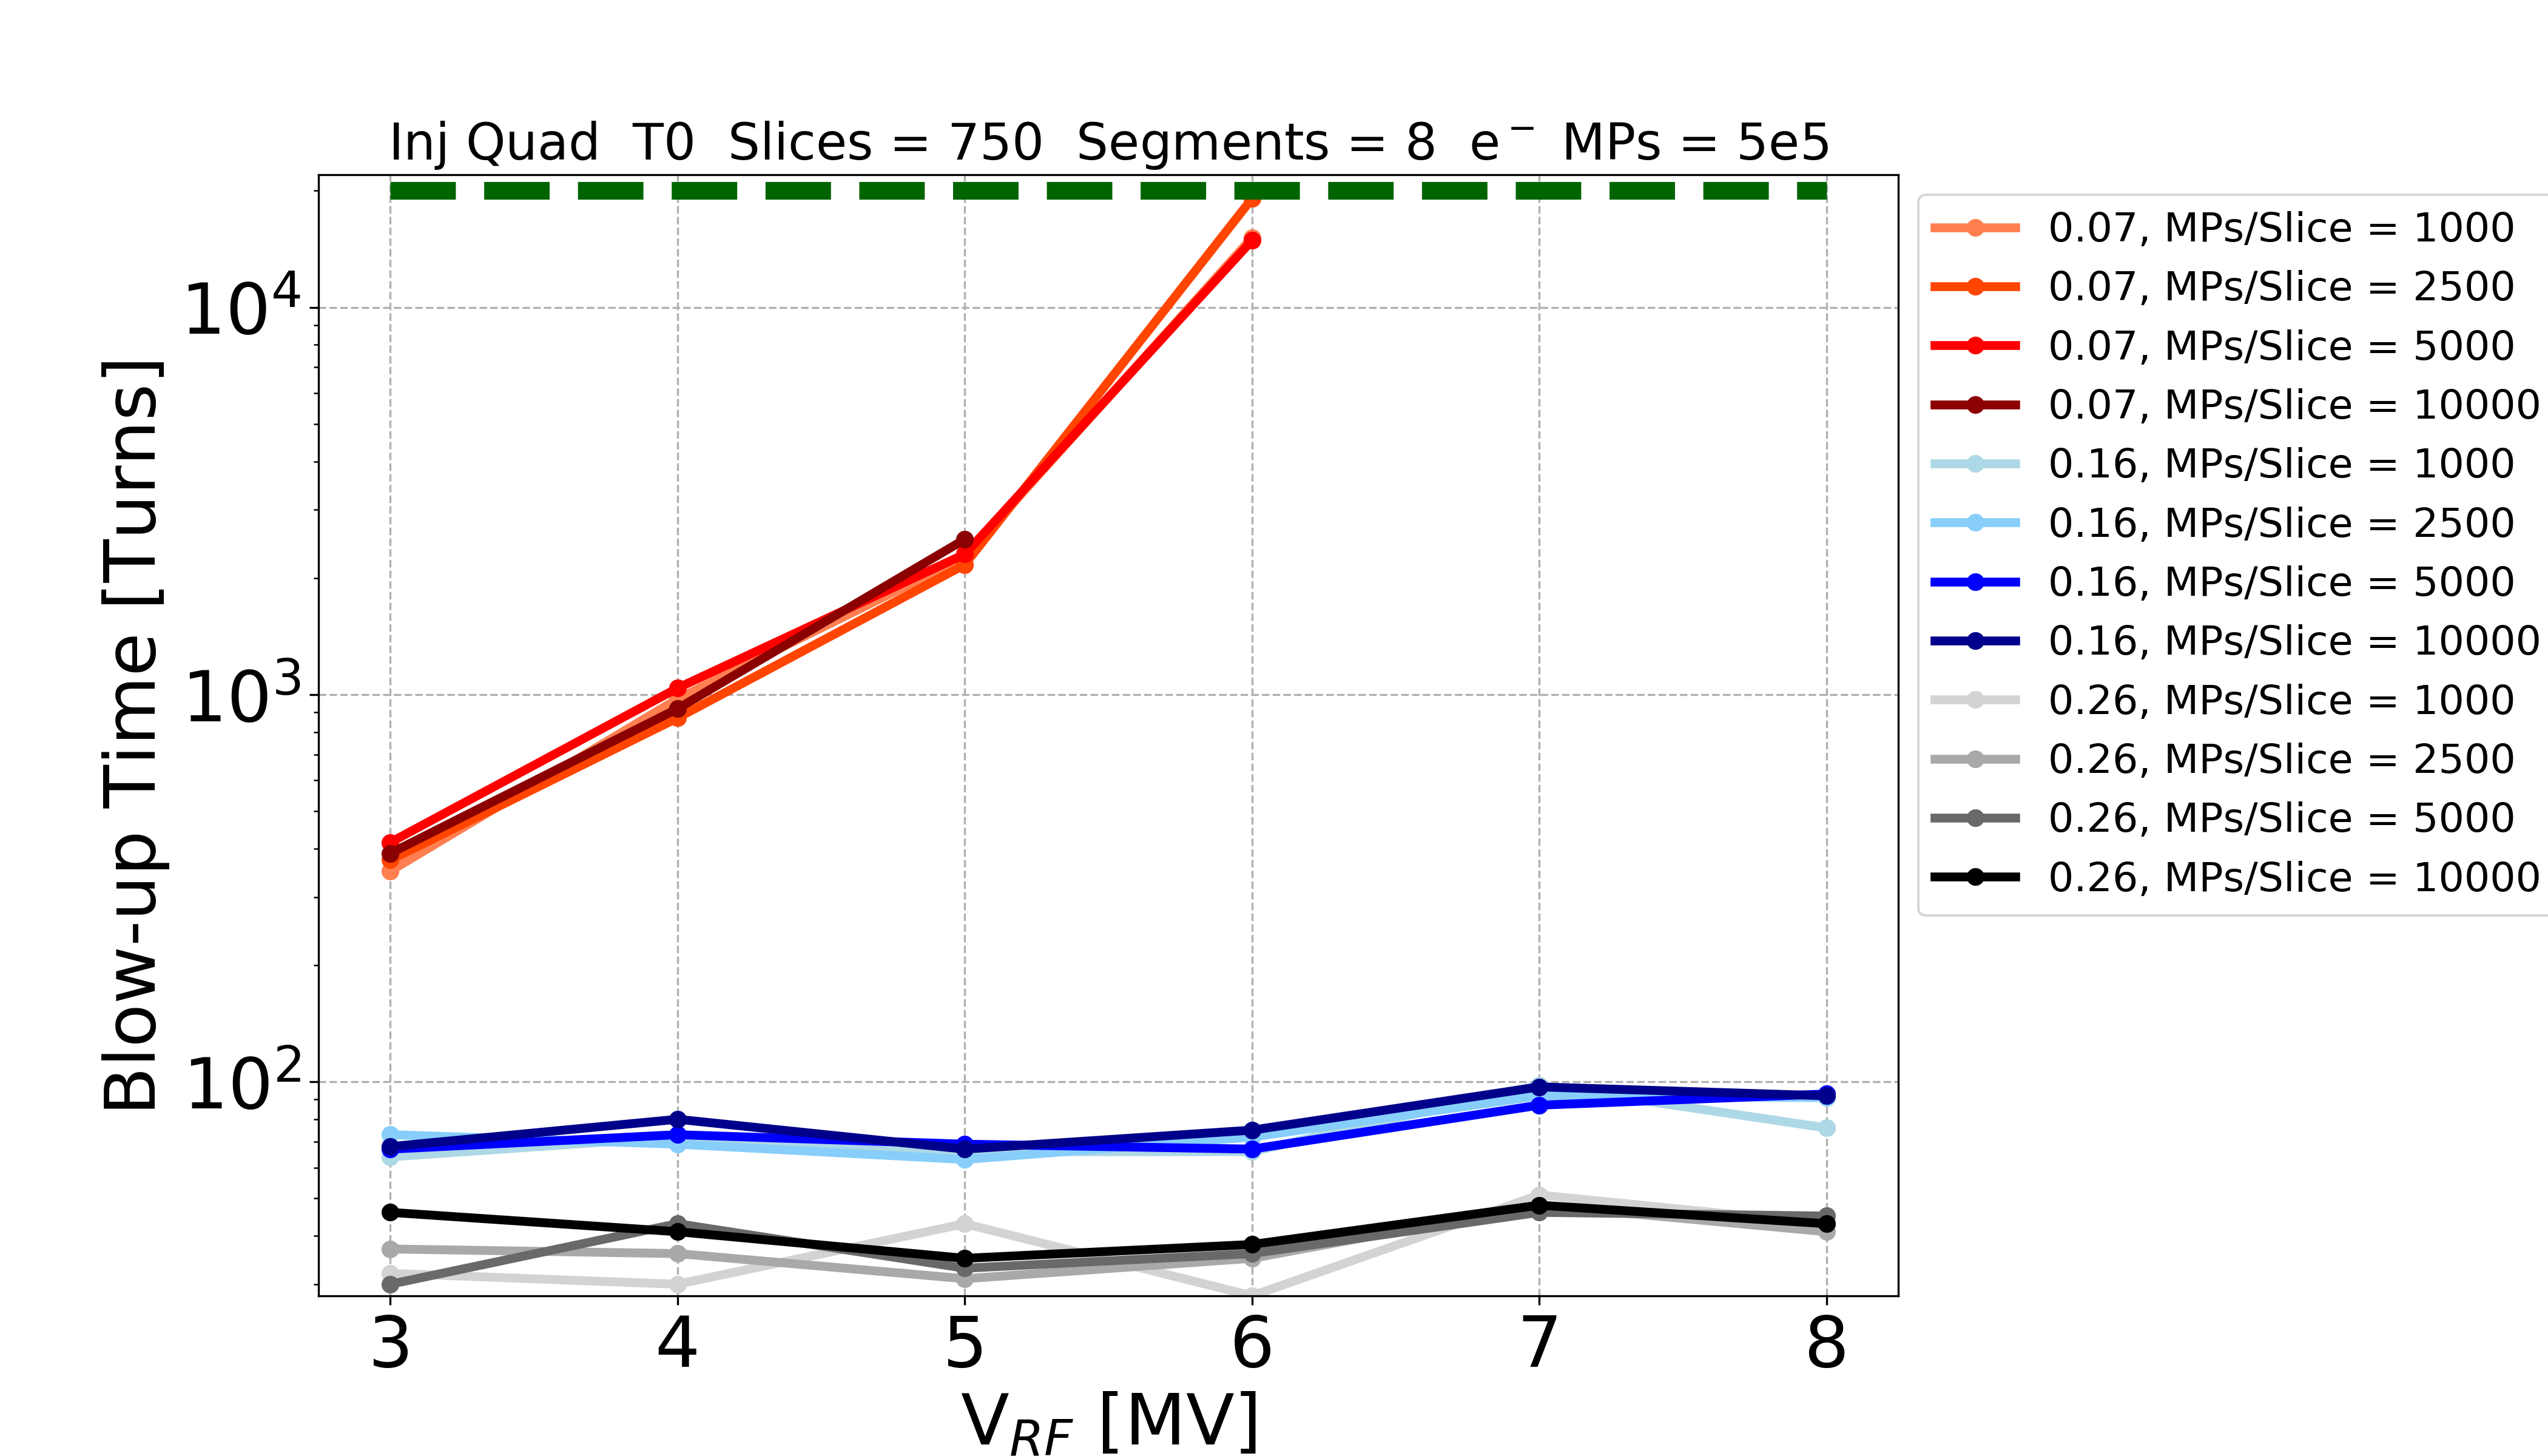 Inj Quad T0 Slices = 750 Segments = 8 e⁻ MPs = 5e5
Blow-up Time [Turns]
10⁴
10³
10²
3 4 5 6 7 8
V_RF [MV]
0.07, MPs/Slice = 1000
0.07, MPs/Slice = 2500
0.07, MPs/Slice = 5000
0.07, MPs/Slice = 10000
0.16, MPs/Slice = 1000
0.16, MPs/Slice = 2500
0.16, MPs/Slice = 5000
0.16, MPs/Slice = 10000
0.26, MPs/Slice = 1000
0.26, MPs/Slice = 2500
0.26, MPs/Slice = 5000
0.26, MPs/Slice = 10000